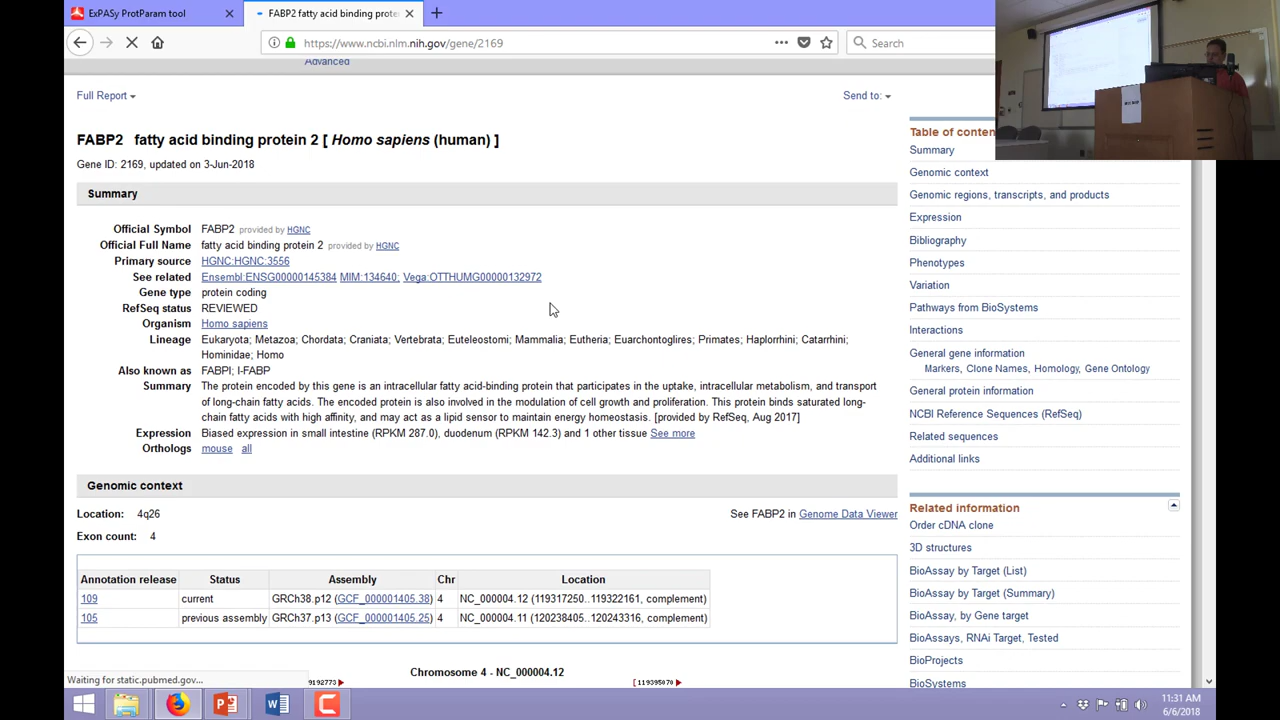 ExPASy ProtParam tool
FABP2 fatty acid binding prote
https://www.ncbi.nlm.nih.gov/gene/2169
Search
Advanced
Full Report
Send to:
FABP2 fatty acid binding protein 2 [ Homo sapiens (human) ]
Gene ID: 2169, updated on 3-Jun-2018
Summary
Official Symbol FABP2 provided by HGNC
Official Full Name fatty acid binding protein 2 provided by HGNC
Primary source HGNC:HGNC:3556
See related Ensembl:ENSG00000145384 MIM:134640; Vega:OTTHUMG00000132972
Gene type protein coding
RefSeq status REVIEWED
Organism Homo sapiens
Lineage Eukaryota; Metazoa; Chordata; Craniata; Vertebrata; Euteleostomi; Mammalia; Eutheria; Euarchontoglires; Primates; Haplorrhini; Catarrhini;
Hominidae; Homo
Also known as FABPI; I-FABP
Summary The protein encoded by this gene is an intracellular fatty acid-binding protein that participates in the uptake, intracellular metabolism, and transport
of long-chain fatty acids. The encoded protein is also involved in the modulation of cell growth and proliferation. This protein binds saturated long-
chain fatty acids with high affinity, and may act as a lipid sensor to maintain energy homeostasis. [provided by RefSeq, Aug 2017]
Expression Biased expression in small intestine (RPKM 287.0), duodenum (RPKM 142.3) and 1 other tissue See more
Orthologs mouse all
Genomic context
Location: 4q26
See FABP2 in Genome Data Viewer
Exon count: 4
Annotation release Status Assembly Chr Location
109 current GRCh38.p12 (GCF_000001405.38) 4 NC_000004.12 (119317250..119322161, complement)
105 previous assembly GRCh37.p13 (GCF_000001405.25) 4 NC_000004.11 (120238405..120243316, complement)
Chromosome 4 - NC_000004.12
[119395070
Waiting for static.pubmed.gov...
Table of conten
Summary
Genomic context
Genomic regions, transcripts, and products
Expression
Bibliography
Phenotypes
Variation
Pathways from BioSystems
Interactions
General gene information
Markers, Clone Names, Homology, Gene Ontology
General protein information
NCBI Reference Sequences (RefSeq)
Related sequences
Additional links
Related information
Order cDNA clone
3D structures
BioAssay by Target (List)
BioAssay by Target (Summary)
BioAssay, by Gene target
BioAssays, RNAi Target, Tested
BioProjects
BioSystems
11:31 AM
6/6/2018